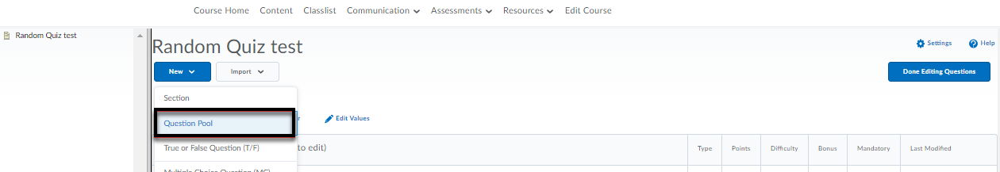 Course Home Content Classlist Communication Assessments Resources Edit Course
Random Quiz test
Random Quiz test
Settings Help
New Import Done Editing Questions
Section
Question Pool
Edit Values
True or False Question (T/F)
to edit) Type Points Difficulty Bonus Mandatory Last Modified
Multiple Choice Question (MC)